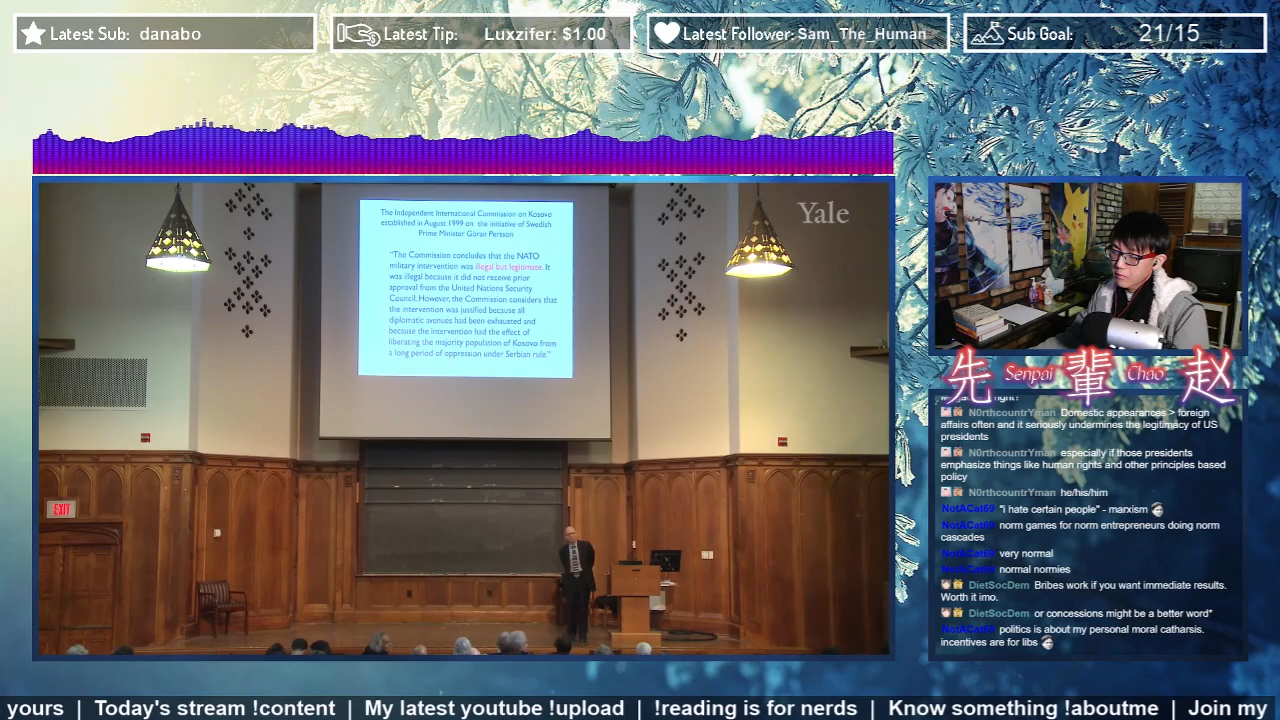 Latest Sub: danabo
Latest Tip: Luxzifer: $1.00
Latest Follower: Sam_The_Human
Sub Goal: 21/15
Yale
The Independent International Commission on Kosovo
established in August 1999 on the initiative of Swedish
Prime Minister Göran Persson
"The Commission concludes that the NATO
military intervention was illegal but legitimate. It
was illegal because it did not receive prior
approval from the United Nations Security
Council. However, the Commission considers that
the intervention was justified because all
diplomatic avenues had been exhausted and
because the intervention had the effect of
liberating the majority population of Kosovo from
a long period of oppression under Serbian rule."
EXIT
先 Senpai 輩 Chao 赵
right?
N0rthcountrYman Domestic appearances > foreign
affairs often and it seriously undermines the legitimacy of US
presidents
N0rthcountrYman especially if those presidents
emphasize things like human rights and other principles based
policy
N0rthcountrYman he/his/him
NotACat69 "i hate certain people" - marxism
NotACat69 norm games for norm entrepreneurs doing norm
cascades
NotACat69 very normal
NotACat69 normal normies
DietSocDem Bribes work if you want immediate results.
Worth it imo.
DietSocDem or concessions might be a better word*
NotACat69 politics is about my personal moral catharsis.
incentives are for libs
yours | Today's stream !content | My latest youtube !upload | !reading is for nerds | Know something !aboutme | Join my